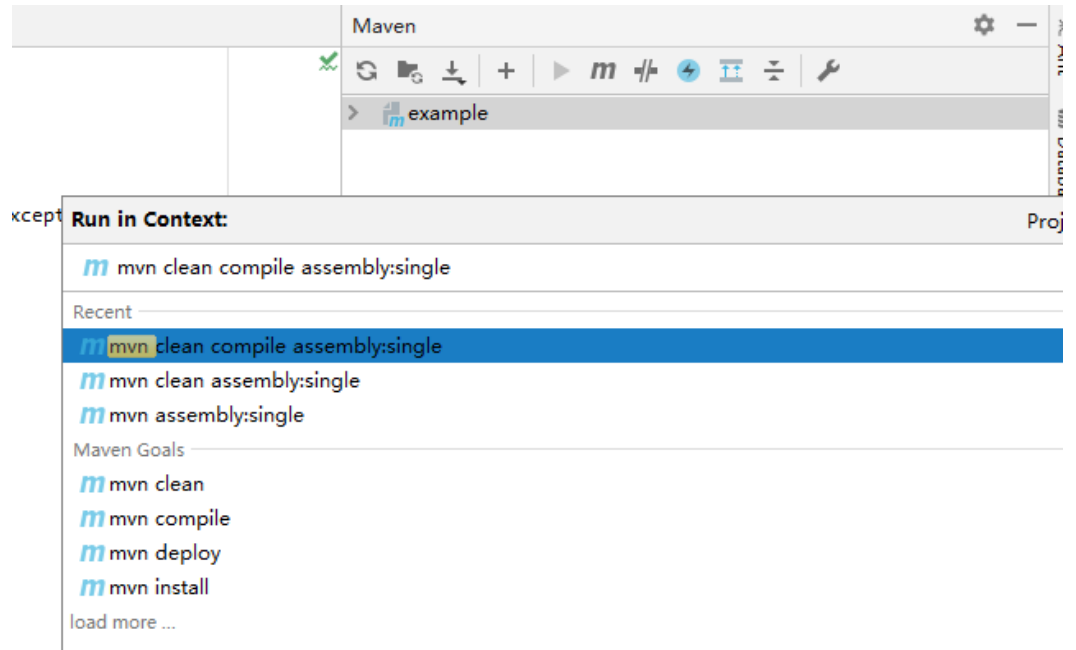 Maven
example
xcept
Run in Context:
Proj
mvn clean compile assembly:single
Recent
mvn clean compile assembly:single
mvn clean assembly:single
mvn assembly:single
Maven Goals
mvn clean
mvn compile
mvn deploy
mvn install
load more ...